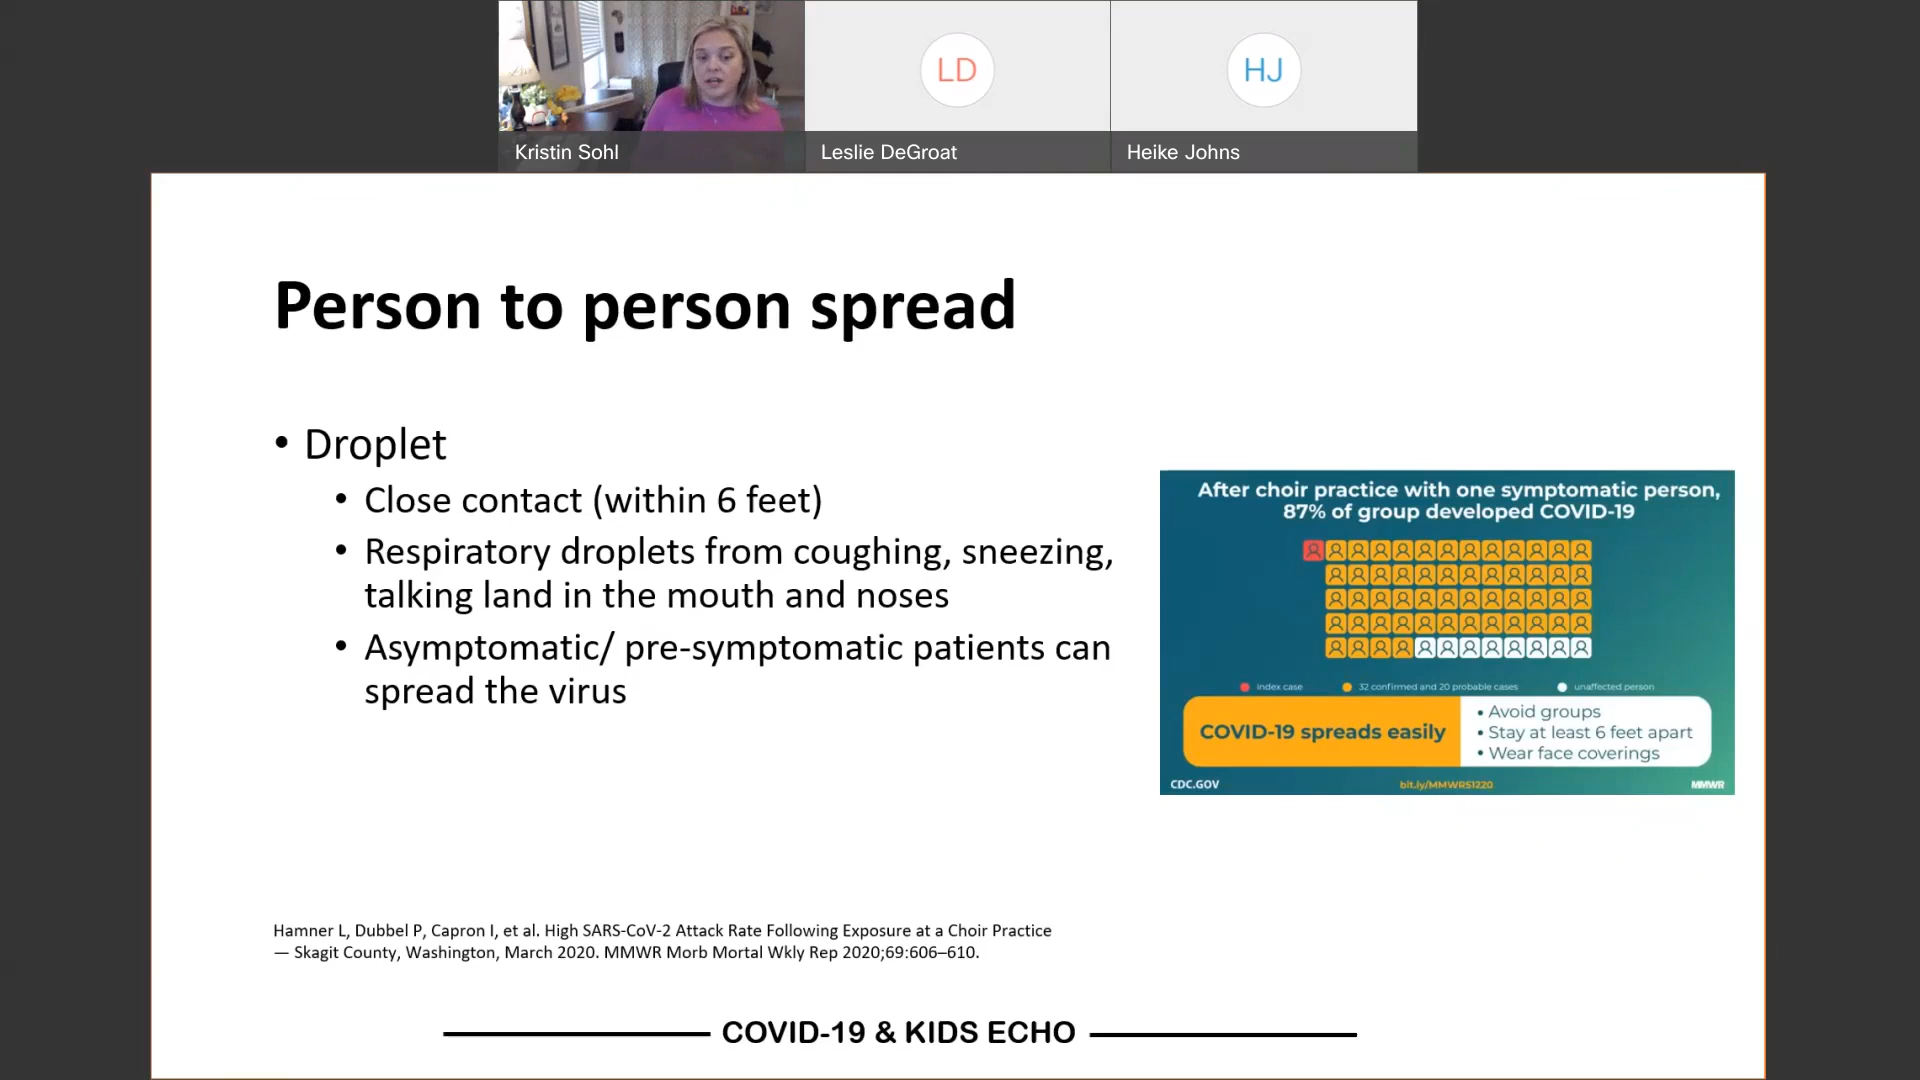 LD
HJ
Kristin Sohl
Leslie DeGroat
Heike Johns
Person to person spread
• Droplet
• Close contact (within 6 feet)
• Respiratory droplets from coughing, sneezing,
talking land in the mouth and noses
• Asymptomatic/ pre-symptomatic patients can
spread the virus
After choir practice with one symptomatic person,
87% of group developed COVID-19
index case
32 confirmed and 20 probable cases
unaffected person
COVID-19 spreads easily
• Avoid groups
• Stay at least 6 feet apart
• Wear face coverings
CDC.GOV
bit.ly/MMWR51220
MMWR
Hamner L, Dubbel P, Capron I, et al. High SARS-CoV-2 Attack Rate Following Exposure at a Choir Practice
— Skagit County, Washington, March 2020. MMWR Morb Mortal Wkly Rep 2020;69:606–610.
COVID-19 & KIDS ECHO